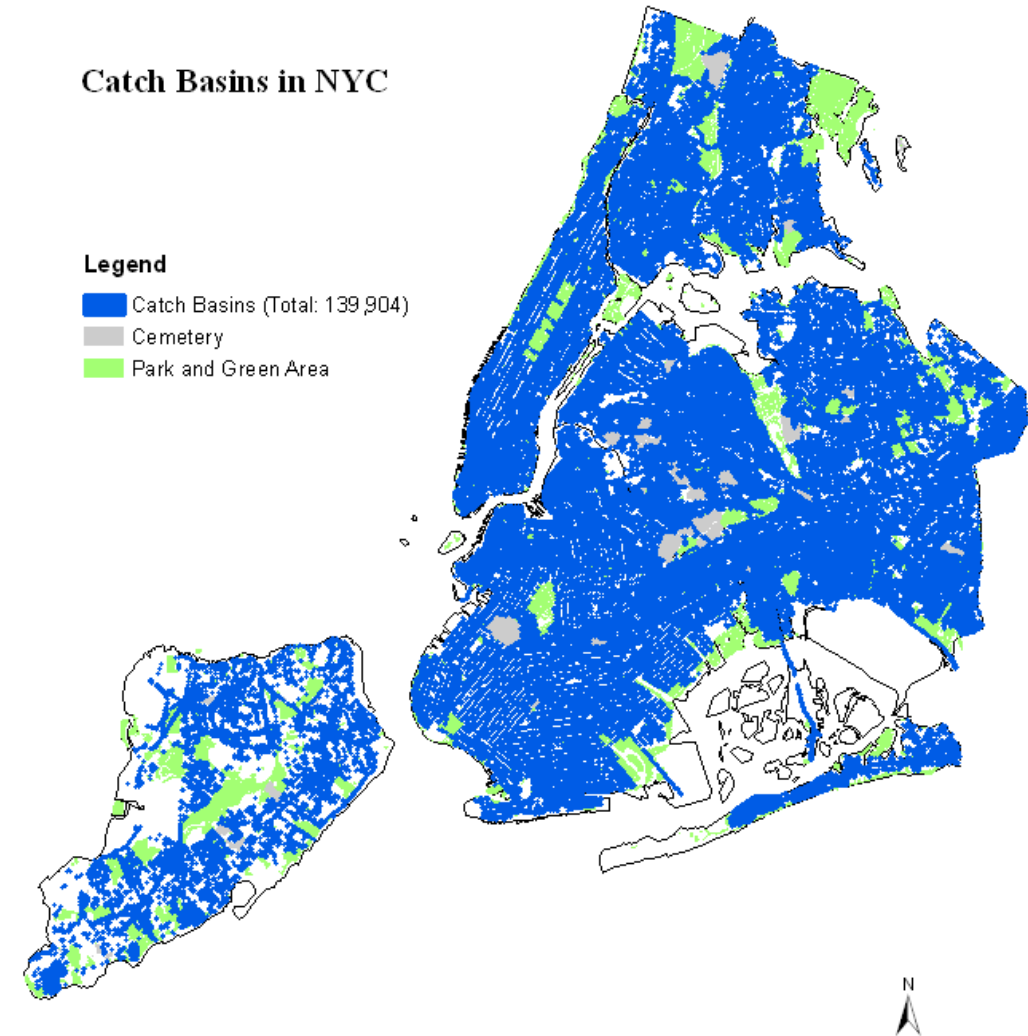 Catch Basins in NYC
Legend
Catch Basins (Total: 139,904)
Cemetery
Park and Green Area
N